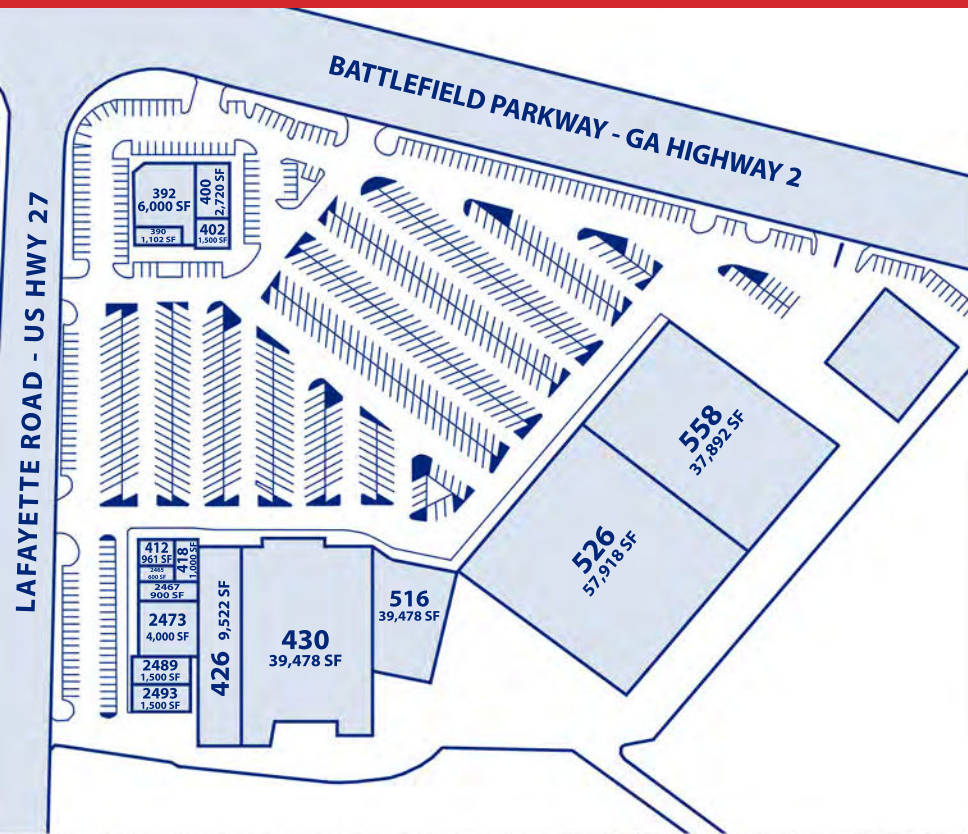 BATTLEFIELD PARKWAY - GA HIGHWAY 2
LAFAYETTE ROAD - US HWY 27
392
6,000 SF
400
2,720 SF
390
1,102 SF
402
1,500 SF
558
37,892 SF
526
57,918 SF
412
961 SF
418
1,000 SF
2465
600 SF
2467
900 SF
2473
4,000 SF
2489
1,500 SF
2493
1,500 SF
426 9,522 SF
430
39,478 SF
516
39,478 SF